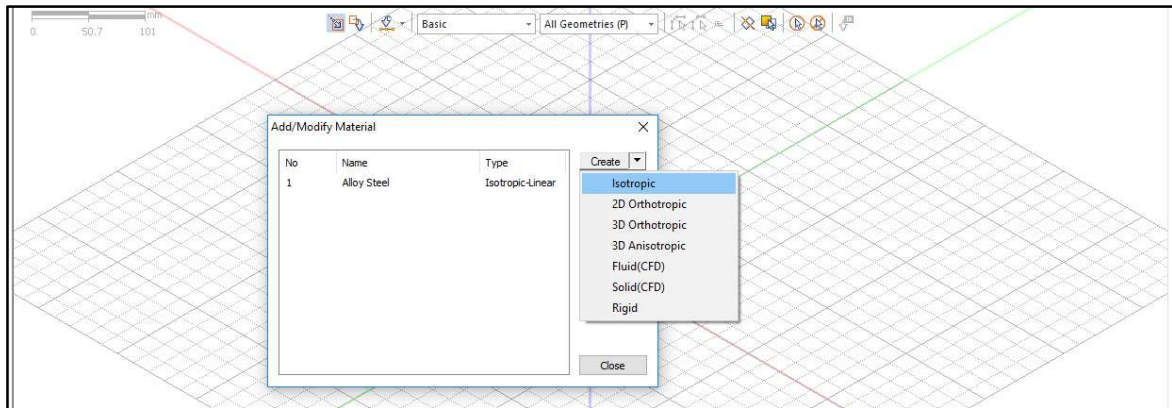 mm
0 50.7 101
Basic All Geometries (P)
Add/Modify Material
No Name Type
1 Alloy Steel Isotropic-Linear
Create
Isotropic
2D Orthotropic
3D Orthotropic
3D Anisotropic
Fluid(CFD)
Solid(CFD)
Rigid
Close